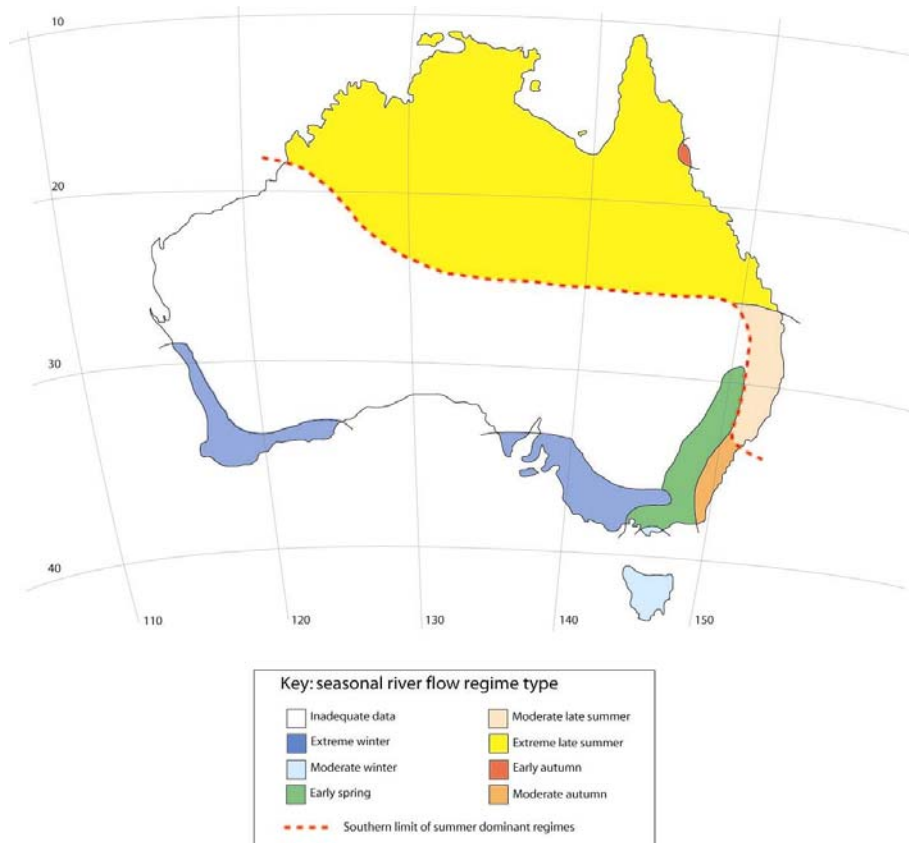 10
20
30
40
110
120
130
140
150
Key: seasonal river flow regime type
Inadequate data
Extreme winter
Moderate winter
Early spring
Moderate late summer
Extreme late summer
Early autumn
Moderate autumn
Southern limit of summer dominant regimes